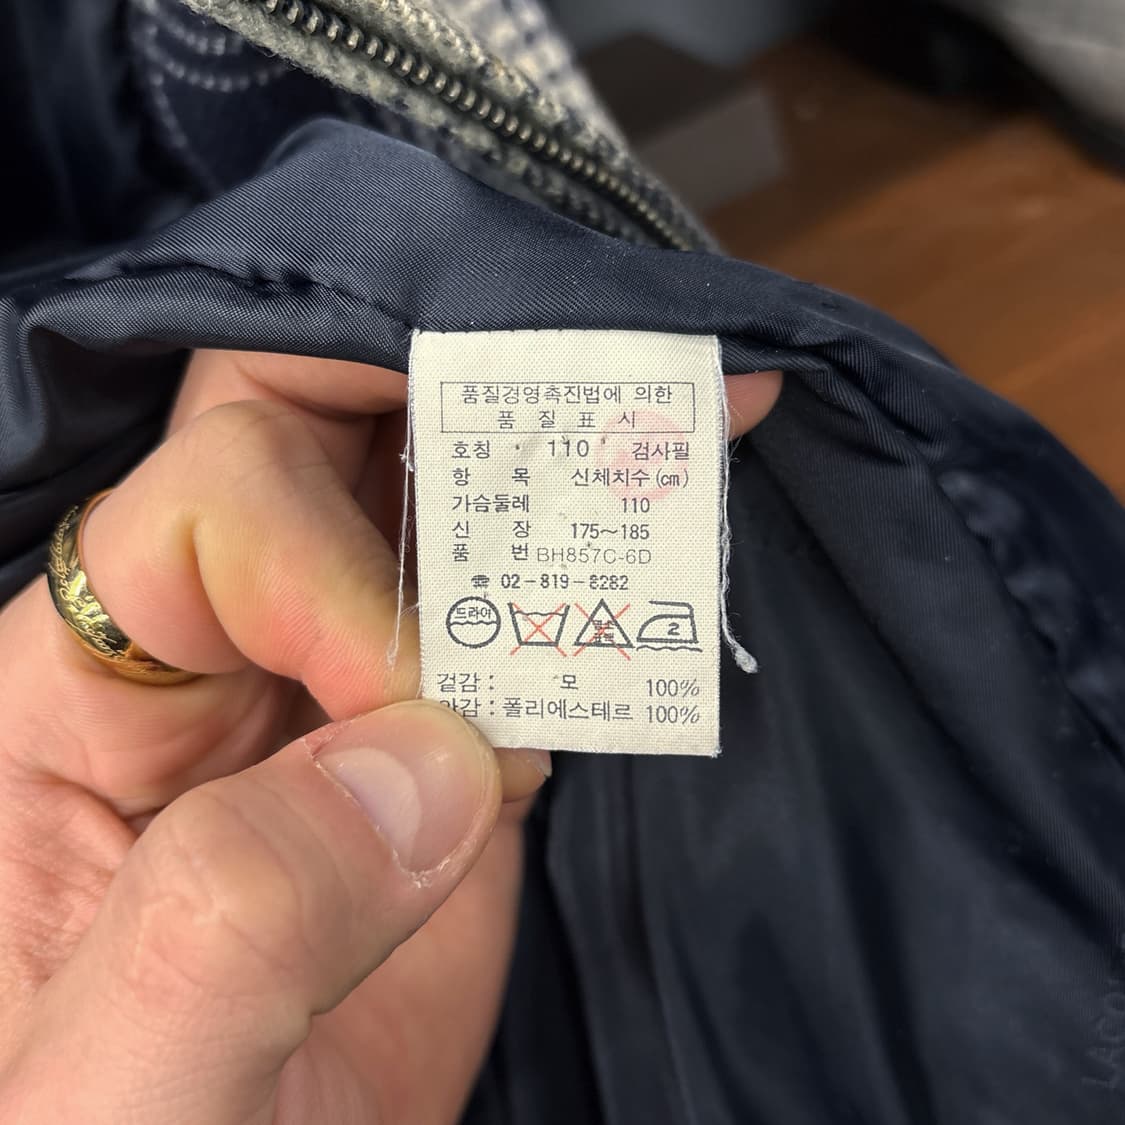 품질경영촉진법에 의한
품 질 표 시
호칭 · 110 검사필
항 목 신체치수(㎝)
가슴둘레 110
신 장 175~185
품 번 BH857C-6D
☎ 02-819-8282
드라이
2
겉감 : 모 100%
안감 : 폴리에스테르 100%